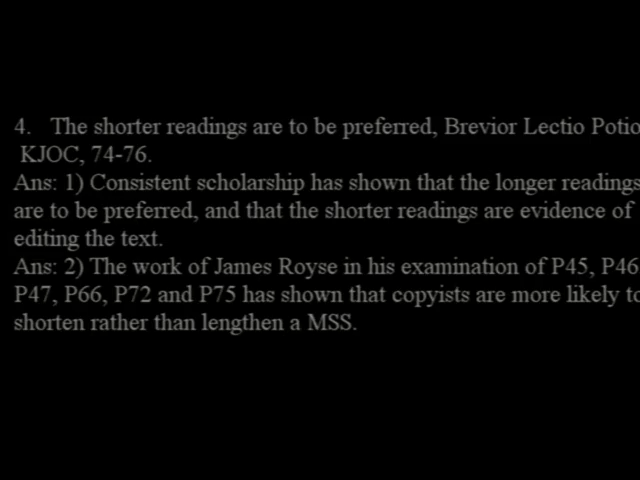 4. The shorter readings are to be preferred, Brevior Lectio Potio
KJOC, 74-76.
Ans: 1) Consistent scholarship has shown that the longer readings
are to be preferred, and that the shorter readings are evidence of
editing the text.
Ans: 2) The work of James Royse in his examination of P45, P46
P47, P66, P72 and P75 has shown that copyists are more likely to
shorten rather than lengthen a MSS.